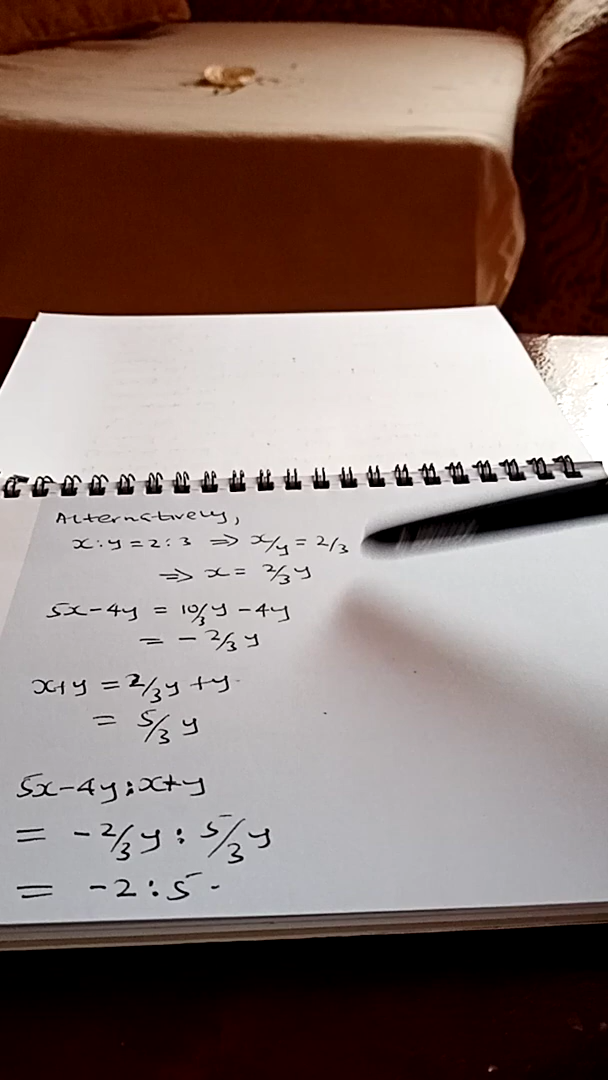 Alternatively,
x:y=2:3 ⇒ x/y = 2/3
⇒ x = 2/3 y
5x-4y = 10/3 y - 4y
= - 2/3 y
x+y = 2/3 y + y
= 5/3 y
5x-4y:x+y
= -2/3 y : 5/3 y
= -2:5.